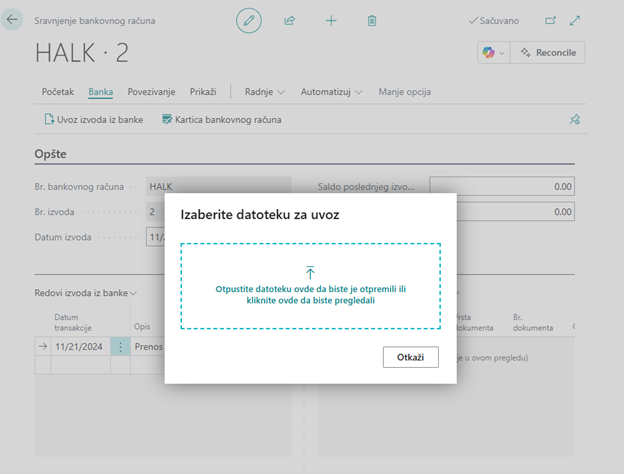 Sravnjenje bankovnog računa
Sačuvano
HALK · 2
Reconcile
Početak Banka Povezivanje Prikaži Radnje Automatizuj Manje opcija
Uvoz izvoda iz banke Kartica bankovnog računa
Opšte
Br. bankovnog računa HALK Saldo poslednjeg izvo... 0.00
Br. izvoda 2 0.00
Datum izvoda 11/
Izaberite datoteku za uvoz
Otpustite datoteku ovde da biste je otpremili ili
kliknite ovde da biste pregledali
Otkaži
Redovi izvoda iz banke
Datum
transakcije Opis
Vrsta
dokumenta
Br.
dokumenta
11/21/2024 Prenos
je u ovom pregledu)